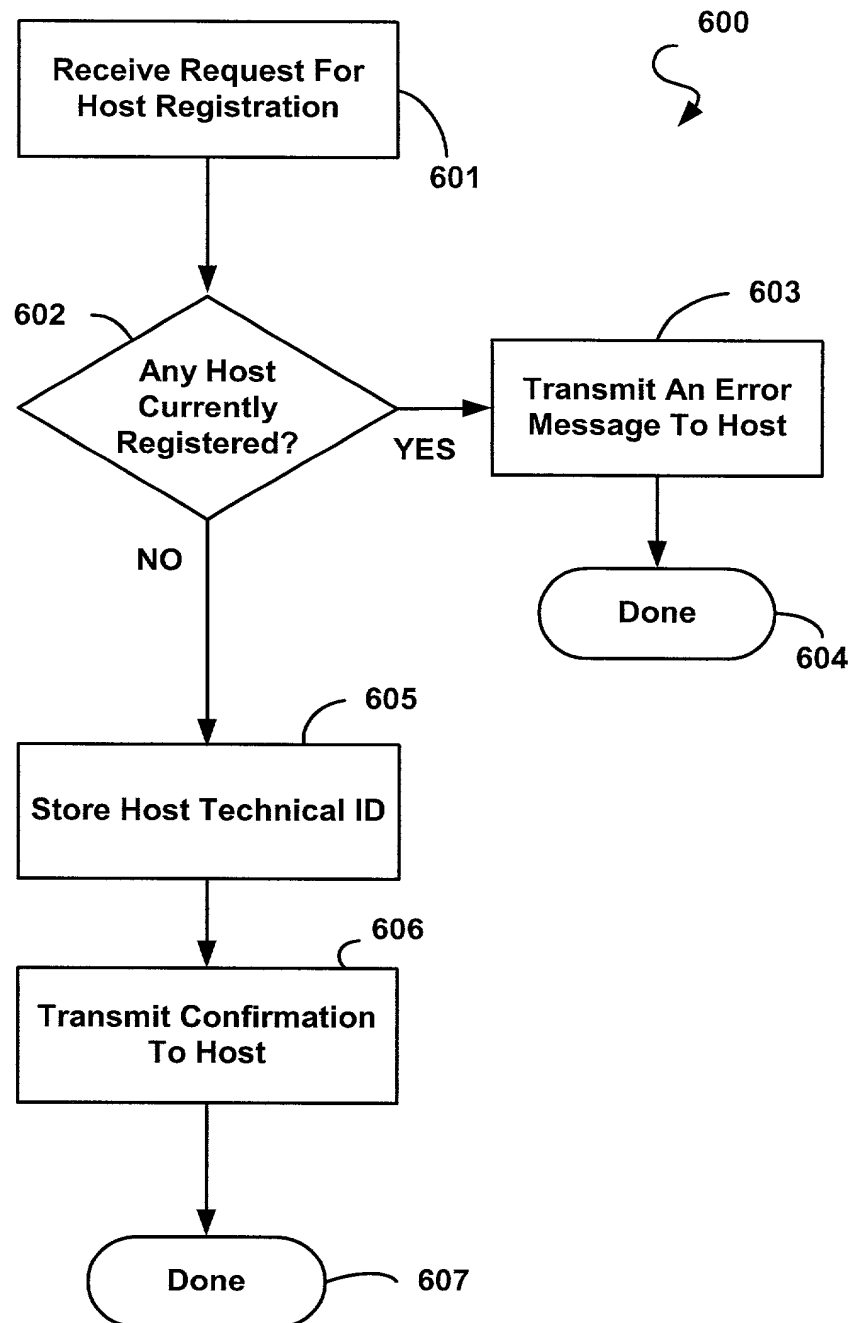 600
Receive Request For
Host Registration
601
602
Any Host
Currently
Registered?
YES
NO
603
Transmit An Error
Message To Host
Done
604
605
Store Host Technical ID
606
Transmit Confirmation
To Host
Done
607